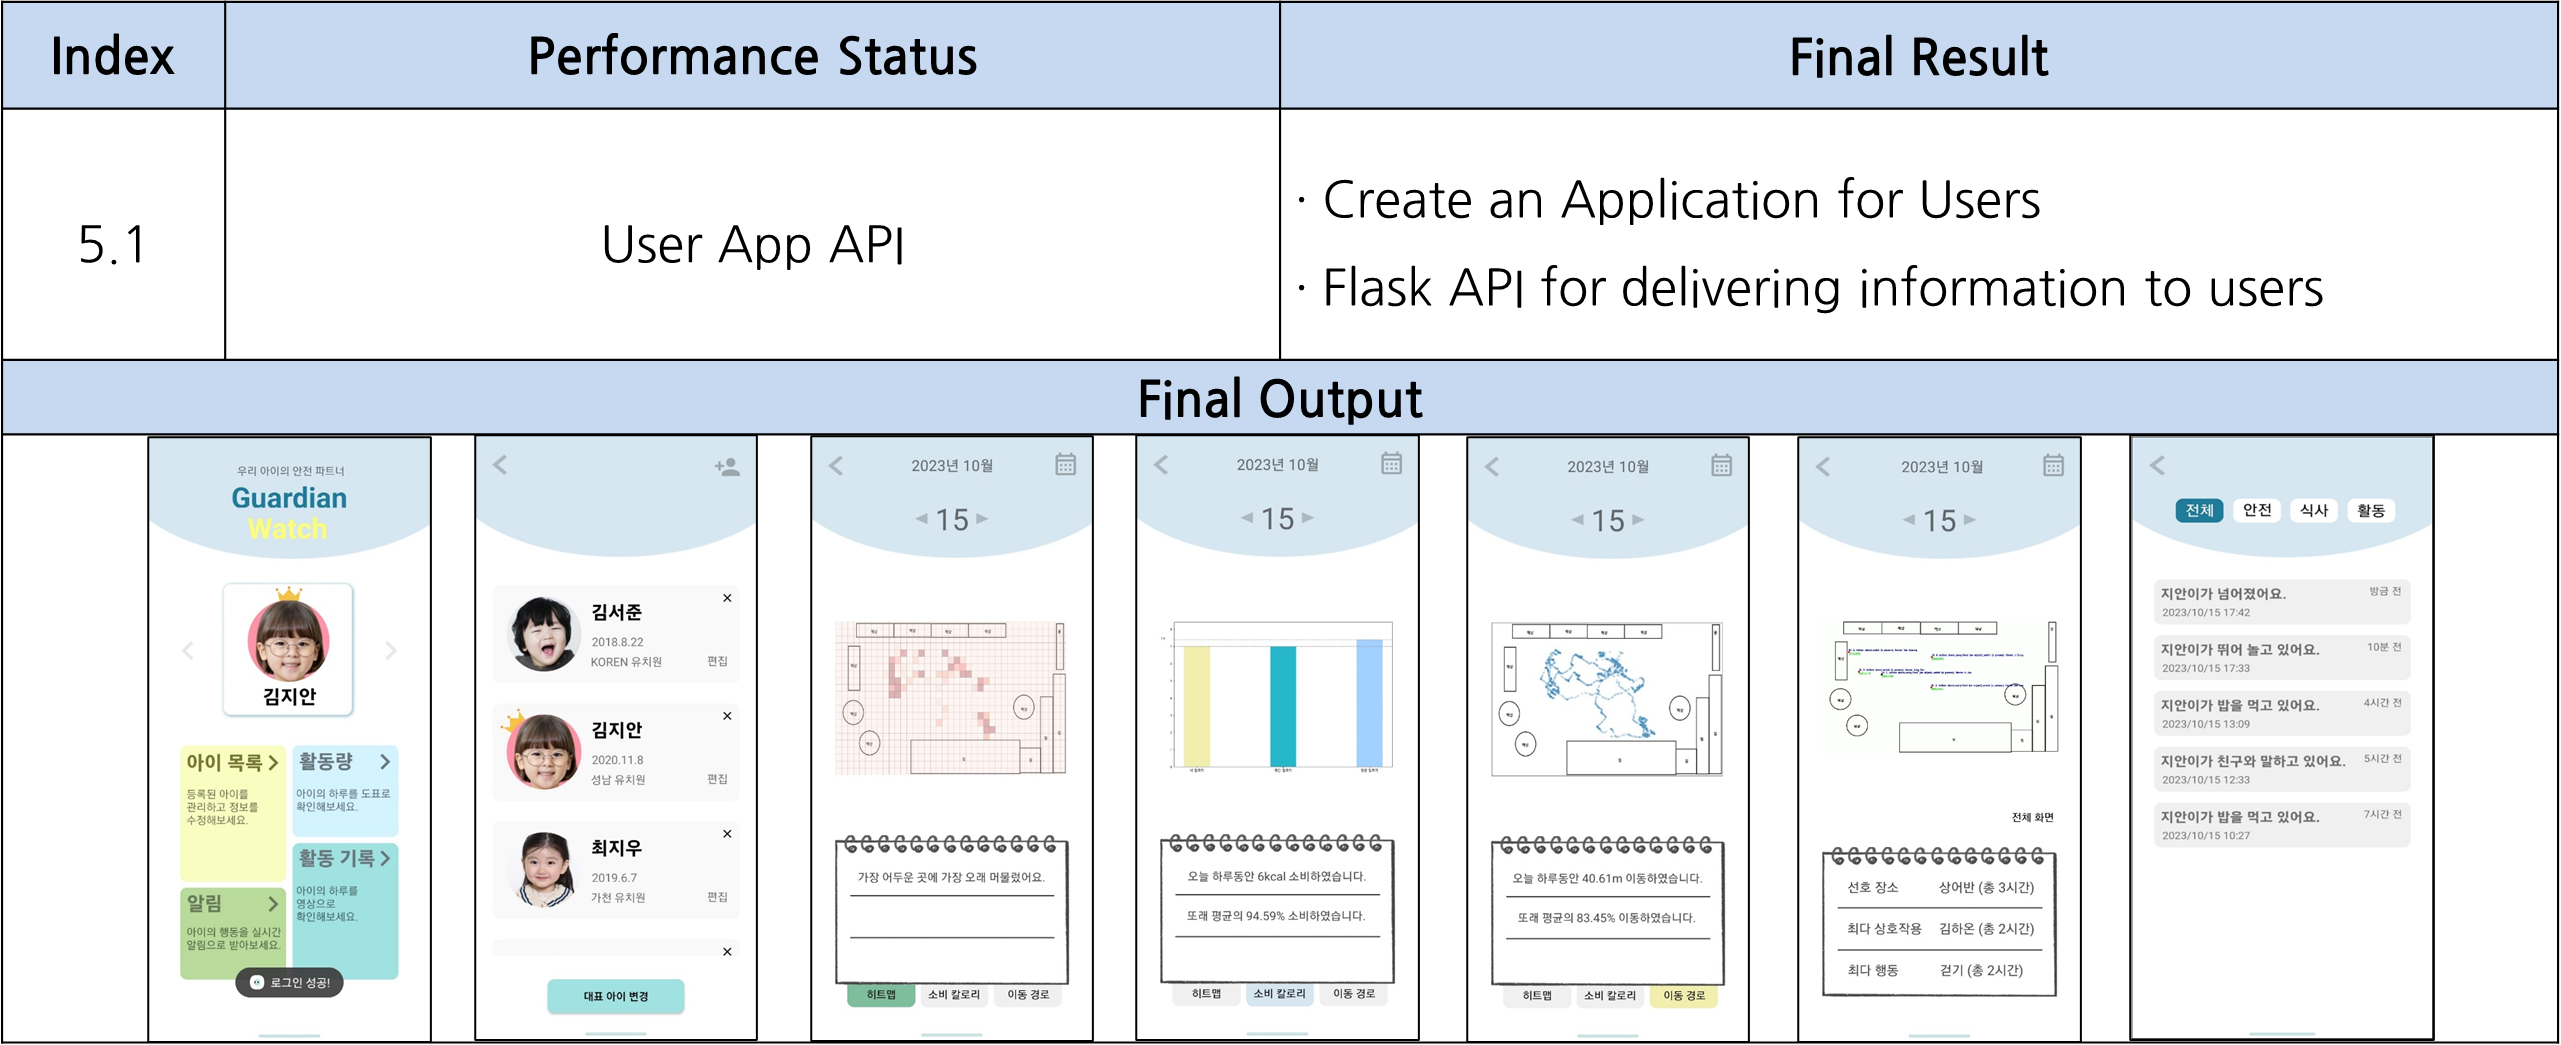 Index
Performance Status
Final Result
5.1
User App API
· Create an Application for Users
· Flask API for delivering information to users
Final Output
우리 아이의 안전 파트너
Guardian
Watch
김지안
아이 목록
등록된 아이를
관리하고 정보를
수정해보세요.
활동량
아이의 하루를 도표로
확인해보세요.
알림
아이의 행동을 실시간
알림으로 받아보세요.
활동 기록
아이의 하루를
영상으로
확인해보세요.
로그인 성공!
김서준
2018.8.22
KOREN 유치원
편집
김지안
2020.11.8
성남 유치원
편집
최지우
2019.6.7
가천 유치원
편집
대표 아이 변경
2023년 10월
15
가장 어두운 곳에 가장 오래 머물렀어요.
히트맵
소비 칼로리
이동 경로
2023년 10월
15
오늘 하루동안 6kcal 소비하였습니다.
또래 평균의 94.59% 소비하였습니다.
히트맵
소비 칼로리
이동 경로
2023년 10월
15
오늘 하루동안 40.61m 이동하였습니다.
또래 평균의 83.45% 이동하였습니다.
히트맵
소비 칼로리
이동 경로
2023년 10월
15
전체 화면
선호 장소 상어반 (총 3시간)
최다 상호작용 김하온 (총 2시간)
최다 행동 걷기 (총 2시간)
전체
안전
식사
활동
지안이가 넘어졌어요. 방금 전
2023/10/15 17:42
지안이가 뛰어 놀고 있어요. 10분 전
2023/10/15 17:33
지안이가 밥을 먹고 있어요. 4시간 전
2023/10/15 13:09
지안이가 친구와 말하고 있어요. 5시간 전
2023/10/15 12:33
지안이가 밥을 먹고 있어요. 7시간 전
2023/10/15 10:27